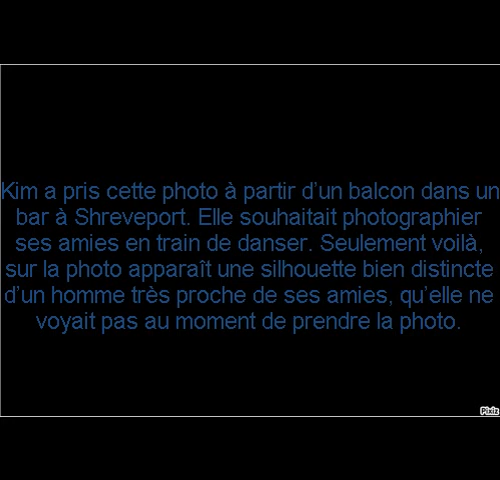 Kim a pris cette photo à partir d'un balcon dans un
bar à Shreveport. Elle souhaitait photographier
ses amies en train de danser. Seulement voilà,
sur la photo apparaît une silhouette bien distincte
d'un homme très proche de ses amies, qu'elle ne
voyait pas au moment de prendre la photo.
Pixiz